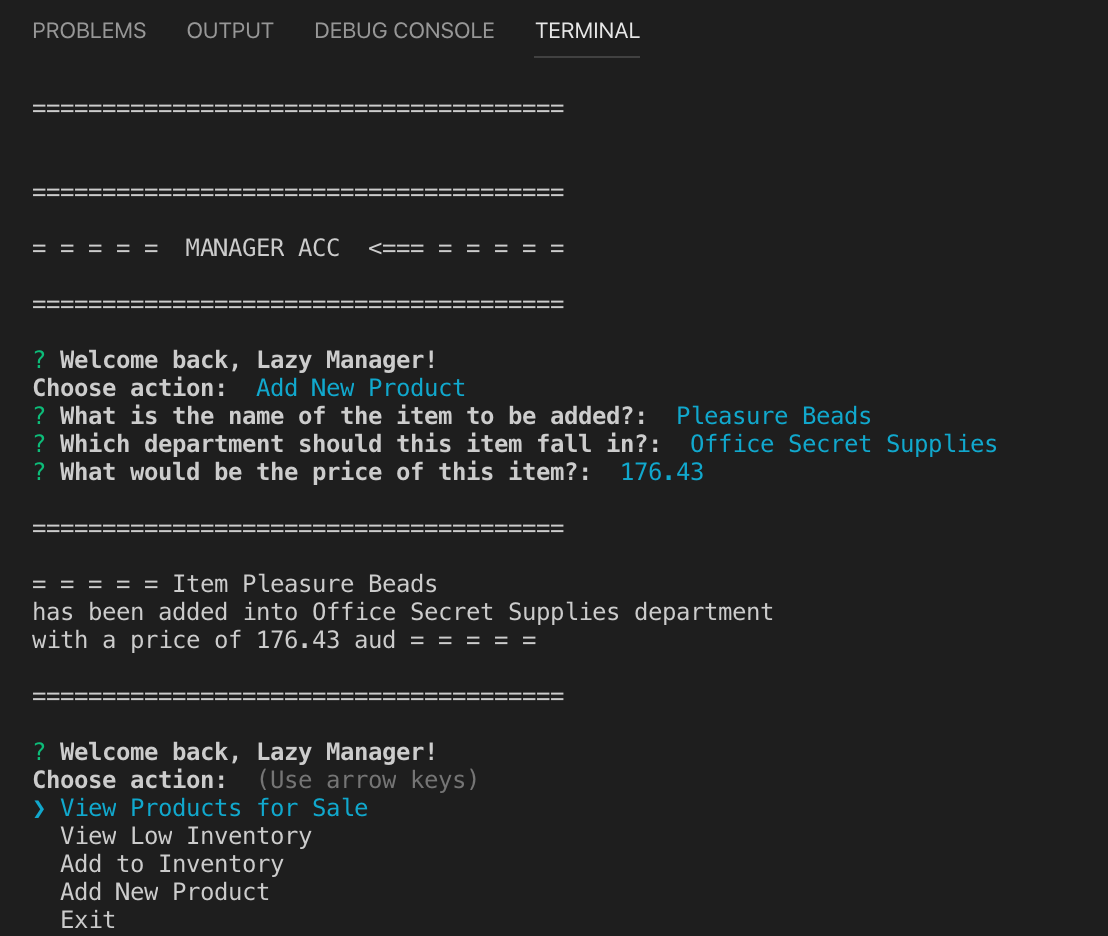 PROBLEMS OUTPUT DEBUG CONSOLE TERMINAL
======================================
======================================
= = = = =  MANAGER ACC  <=== = = = = =
======================================
? Welcome back, Lazy Manager!
Choose action:  Add New Product
? What is the name of the item to be added?:  Pleasure Beads
? Which department should this item fall in?:  Office Secret Supplies
? What would be the price of this item?:  176.43
======================================
= = = = = Item Pleasure Beads
has been added into Office Secret Supplies department
with a price of 176.43 aud = = = = =
======================================
? Welcome back, Lazy Manager!
Choose action:  (Use arrow keys)
❯ View Products for Sale
  View Low Inventory
  Add to Inventory
  Add New Product
  Exit